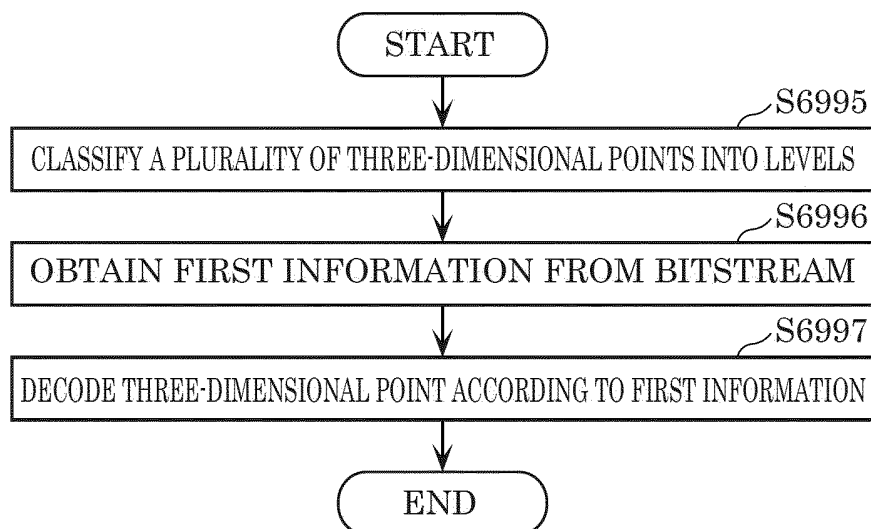 START
S6995
CLASSIFY A PLURALITY OF THREE-DIMENSIONAL POINTS INTO LEVELS
S6996
OBTAIN FIRST INFORMATION FROM BITSTREAM
S6997
DECODE THREE-DIMENSIONAL POINT ACCORDING TO FIRST INFORMATION
END